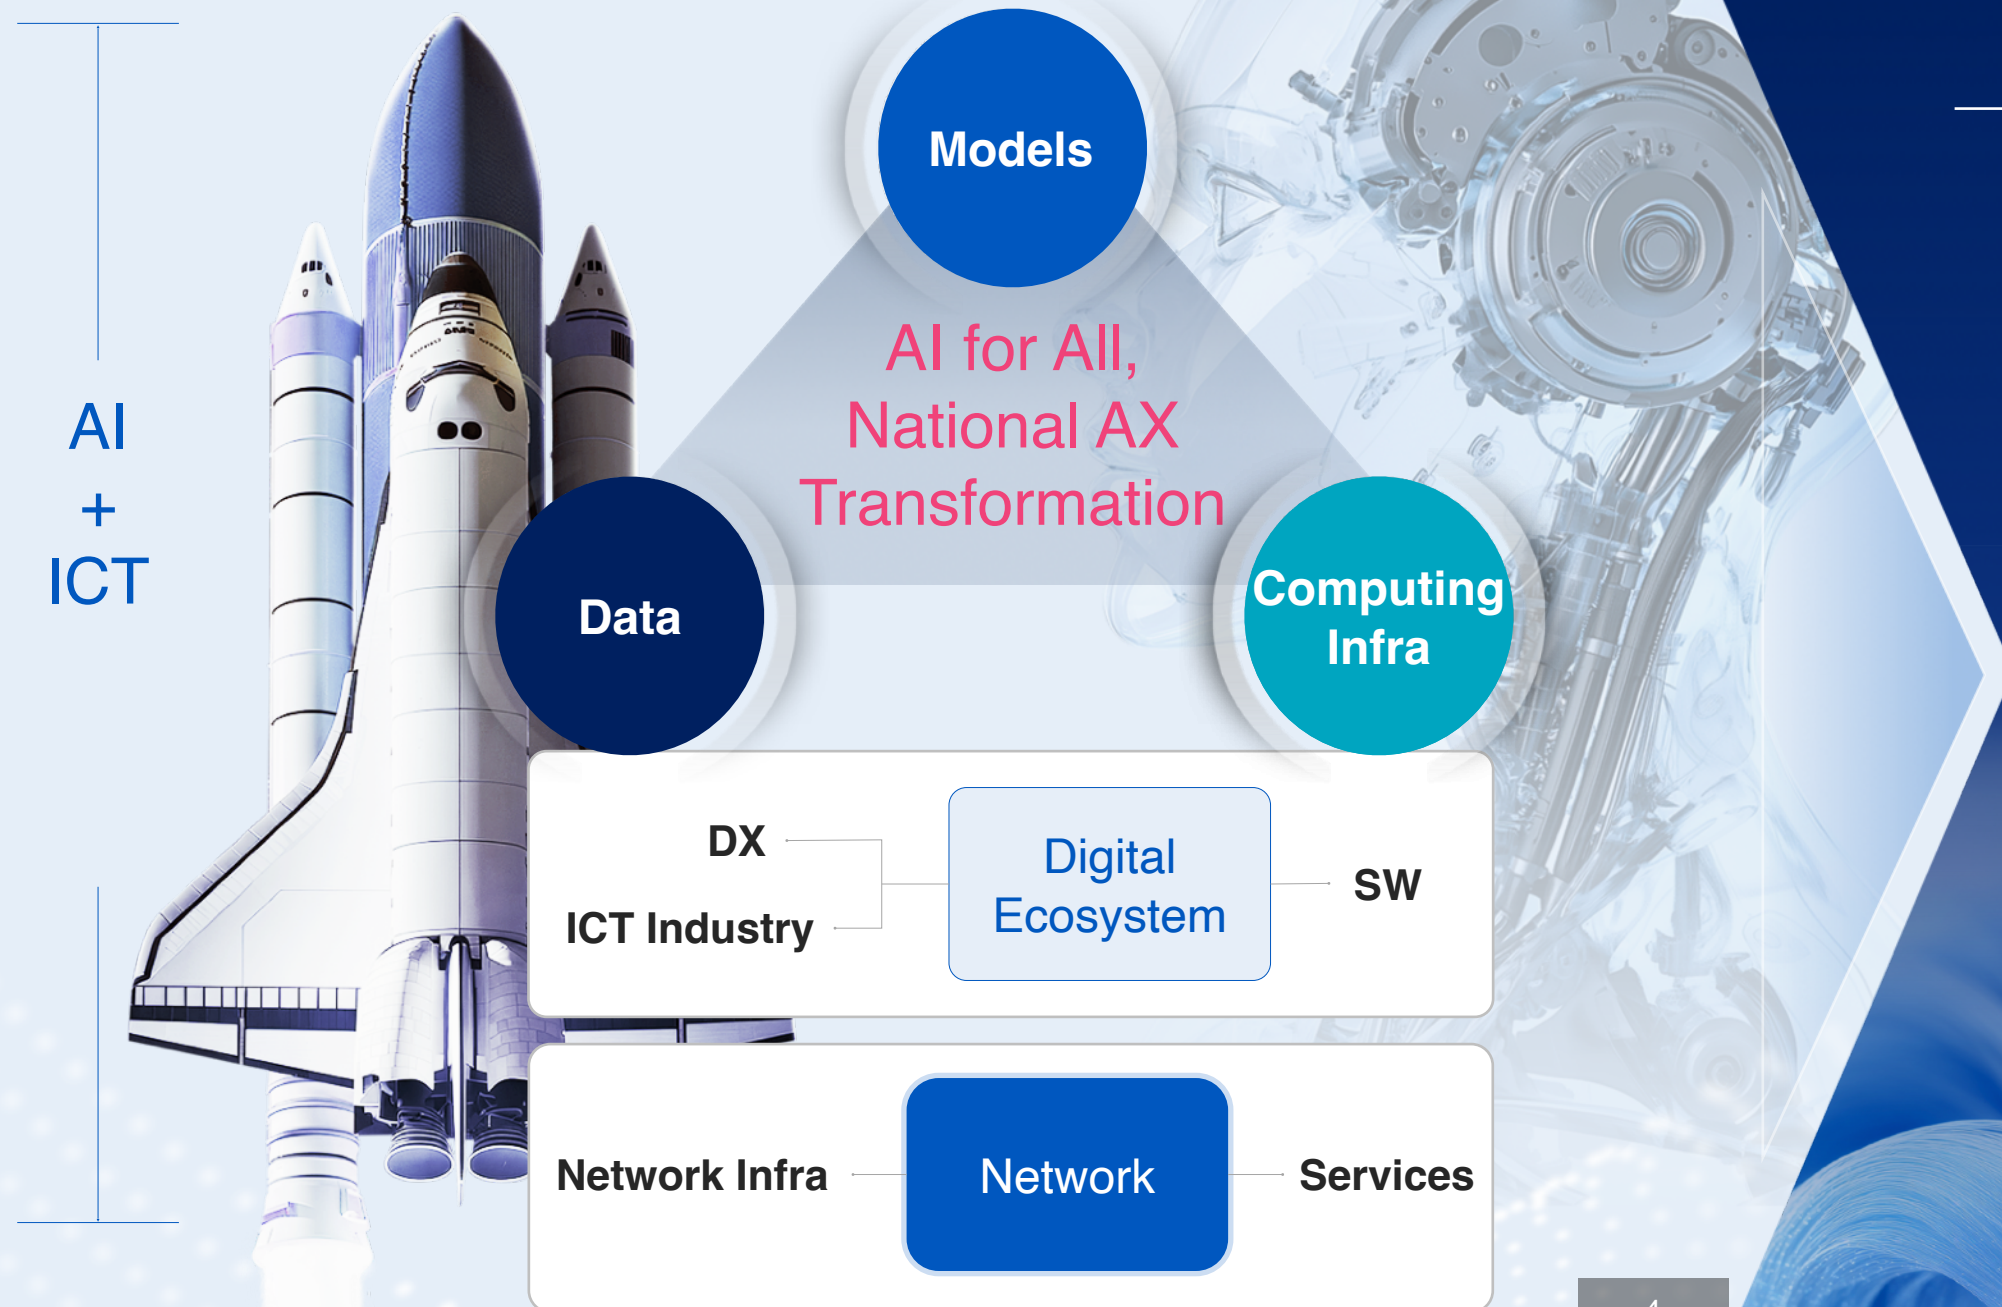 AI
+
ICT
Models
AI for All,
National AX
Transformation
Data
Computing
Infra
DX
ICT Industry
Digital
Ecosystem
SW
Network Infra
Network
Services